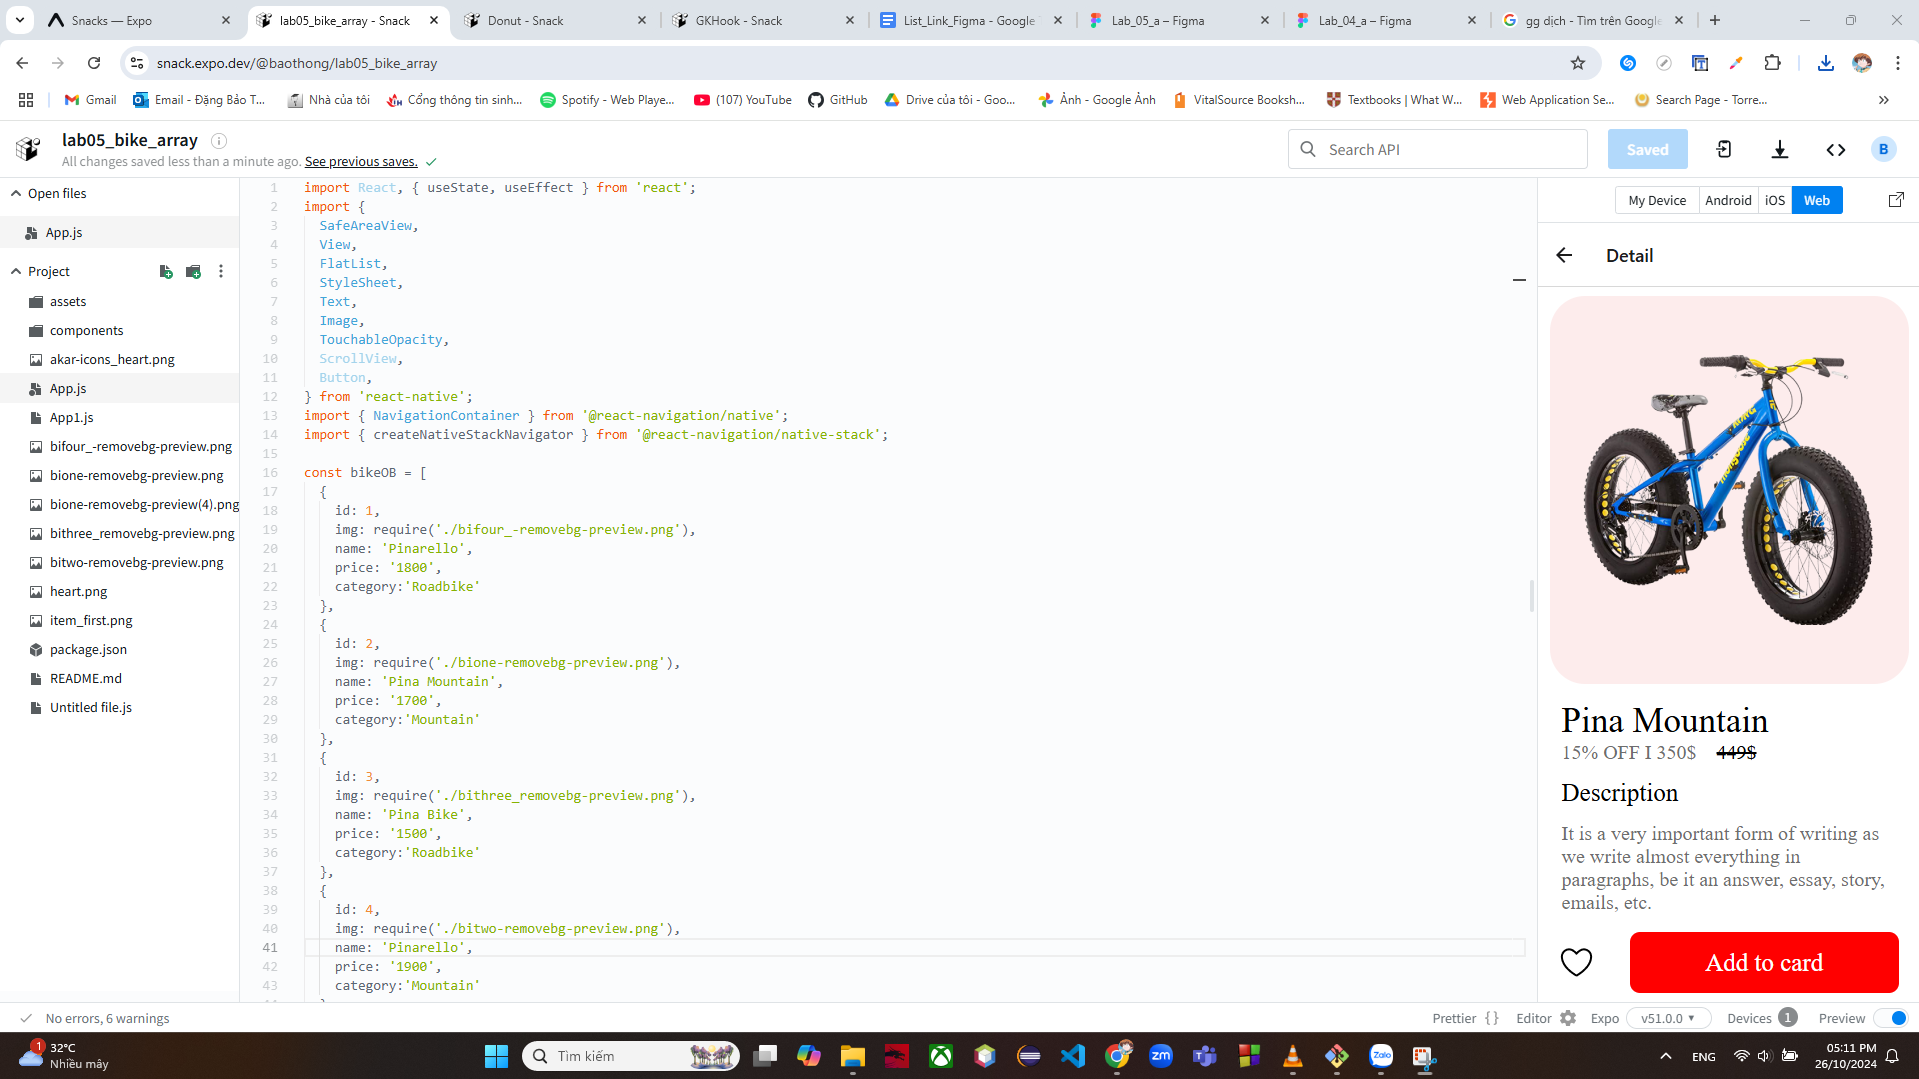 Snacks — Expo
lab05_bike_array - Snack
Donut - Snack
GKHook - Snack
List_Link_Figma - Google
Lab_05_a – Figma
Lab_04_a – Figma
gg dịch - Tìm trên Google
snack.expo.dev/@baothong/lab05_bike_array
Gmail
Email - Đặng Bảo T...
Nhà của tôi
Cổng thông tin sinh...
Spotify - Web Playe...
(107) YouTube
GitHub
Drive của tôi - Goo...
Ảnh - Google Ảnh
VitalSource Booksh...
Textbooks | What W...
Web Application Se...
Search Page - Torre...
lab05_bike_array
All changes saved less than a minute ago. See previous saves.
Search API
Saved
B
Open files
App.js
Project
assets
components
akar-icons_heart.png
App.js
App1.js
bifour_-removebg-preview.png
bione-removebg-preview.png
bione-removebg-preview(4).png
bithree_removebg-preview.png
bitwo-removebg-preview.png
heart.png
item_first.png
package.json
README.md
Untitled file.js
1 import React, { useState, useEffect } from 'react';
2 import {
3 SafeAreaView,
4 View,
5 FlatList,
6 StyleSheet,
7 Text,
8 Image,
9 TouchableOpacity,
10 ScrollView,
11 Button,
12 } from 'react-native';
13 import { NavigationContainer } from '@react-navigation/native';
14 import { createNativeStackNavigator } from '@react-navigation/native-stack';
15
16 const bikeOB = [
17 {
18 id: 1,
19 img: require('./bifour_-removebg-preview.png'),
20 name: 'Pinarello',
21 price: '1800',
22 category:'Roadbike'
23 },
24 {
25 id: 2,
26 img: require('./bione-removebg-preview.png'),
27 name: 'Pina Mountain',
28 price: '1700',
29 category:'Mountain'
30 },
31 {
32 id: 3,
33 img: require('./bithree_removebg-preview.png'),
34 name: 'Pina Bike',
35 price: '1500',
36 category:'Roadbike'
37 },
38 {
39 id: 4,
40 img: require('./bitwo-removebg-preview.png'),
41 name: 'Pinarello',
42 price: '1900',
43 category:'Mountain'
My Device
Android
iOS
Web
Detail
MONGOOSE
Pina Mountain
15% OFF I 350$ 449$
Description
It is a very important form of writing as
we write almost everything in
paragraphs, be it an answer, essay, story,
emails, etc.
Add to card
No errors, 6 warnings
Prettier {}
Editor
Expo
v51.0.0
Devices 1
Preview
1
32°C
Nhiều mây
Tìm kiếm
zm
Zalo
ENG
05:11 PM
26/10/2024